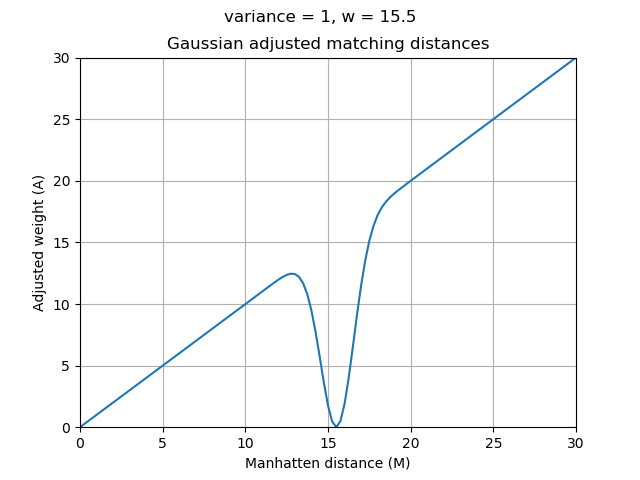 variance = 1, w = 15.5
Gaussian adjusted matching distances
30
25
20
15
10
5
0
Adjusted weight (A)
0 5 10 15 20 25 30
Manhatten distance (M)